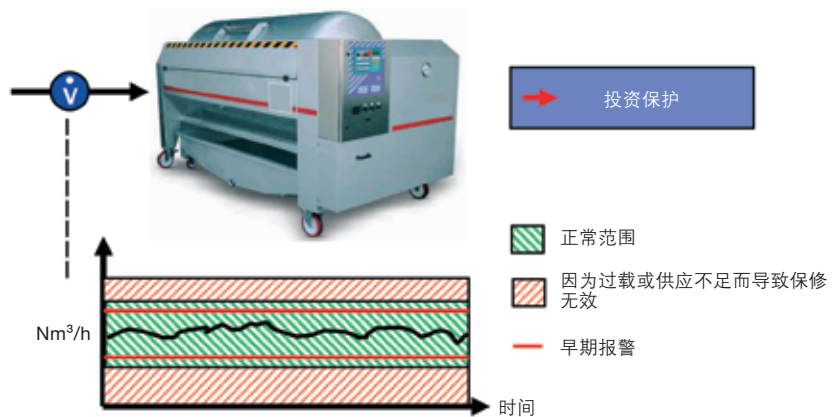 V̇
投资保护
正常范围
因为过载或供应不足而导致保修
无效
早期报警
Nm³/h
时间